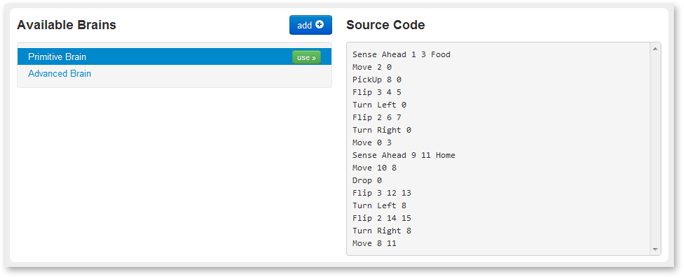 Available Brains
add
Primitive Brain
use »
Advanced Brain
Source Code
Sense Ahead 1 3 Food
Move 2 0
PickUp 8 0
Flip 3 4 5
Turn Left 0
Flip 2 6 7
Turn Right 0
Move 0 3
Sense Ahead 9 11 Home
Move 10 8
Drop 0
Flip 3 12 13
Turn Left 8
Flip 2 14 15
Turn Right 8
Move 8 11